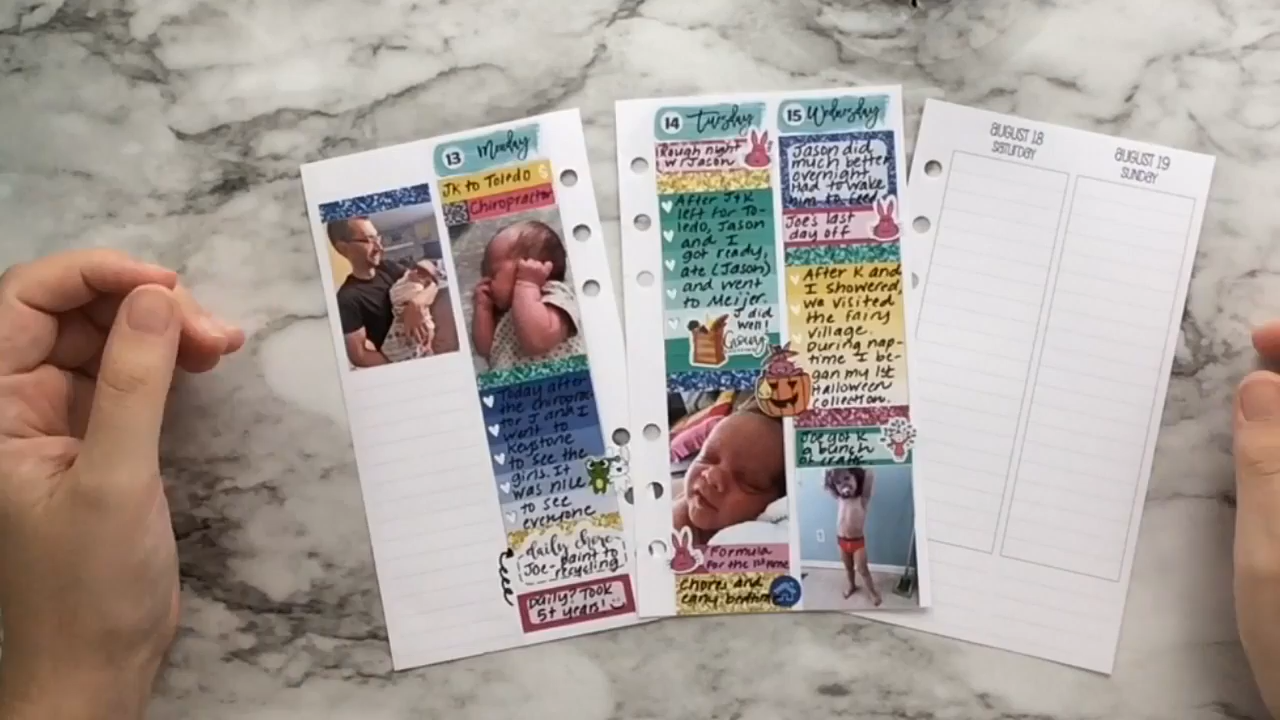 13 Monday
JK to Toledo
Chiropractor
Today after
the chiroprac-
tor J and I
went to
Keystone
to see the
girls. It
was nice
to see
everyone
daily chore
Joe - paint to
recycling
Daily? Took
5+ years!
14 Tuesday
Rough night
w/ Jason
After J+K
left for To-
ledo, Jason
and I
got ready,
ate (Jason)
and went
to Meijer.
J did
well!
Formula
for the 1st time
Chores and
early bedtime
15 Wednesday
Jason did
much better
overnight
Had to wake
him to feed
Joe's last
day off
After K and
I showered,
we visited
the fairy
village.
During nap-
time I be-
gan my 1st
Halloween
collection.
Joe got K
a bunch
of crafts.
AUGUST 18
SATURDAY
AUGUST 19
SUNDAY